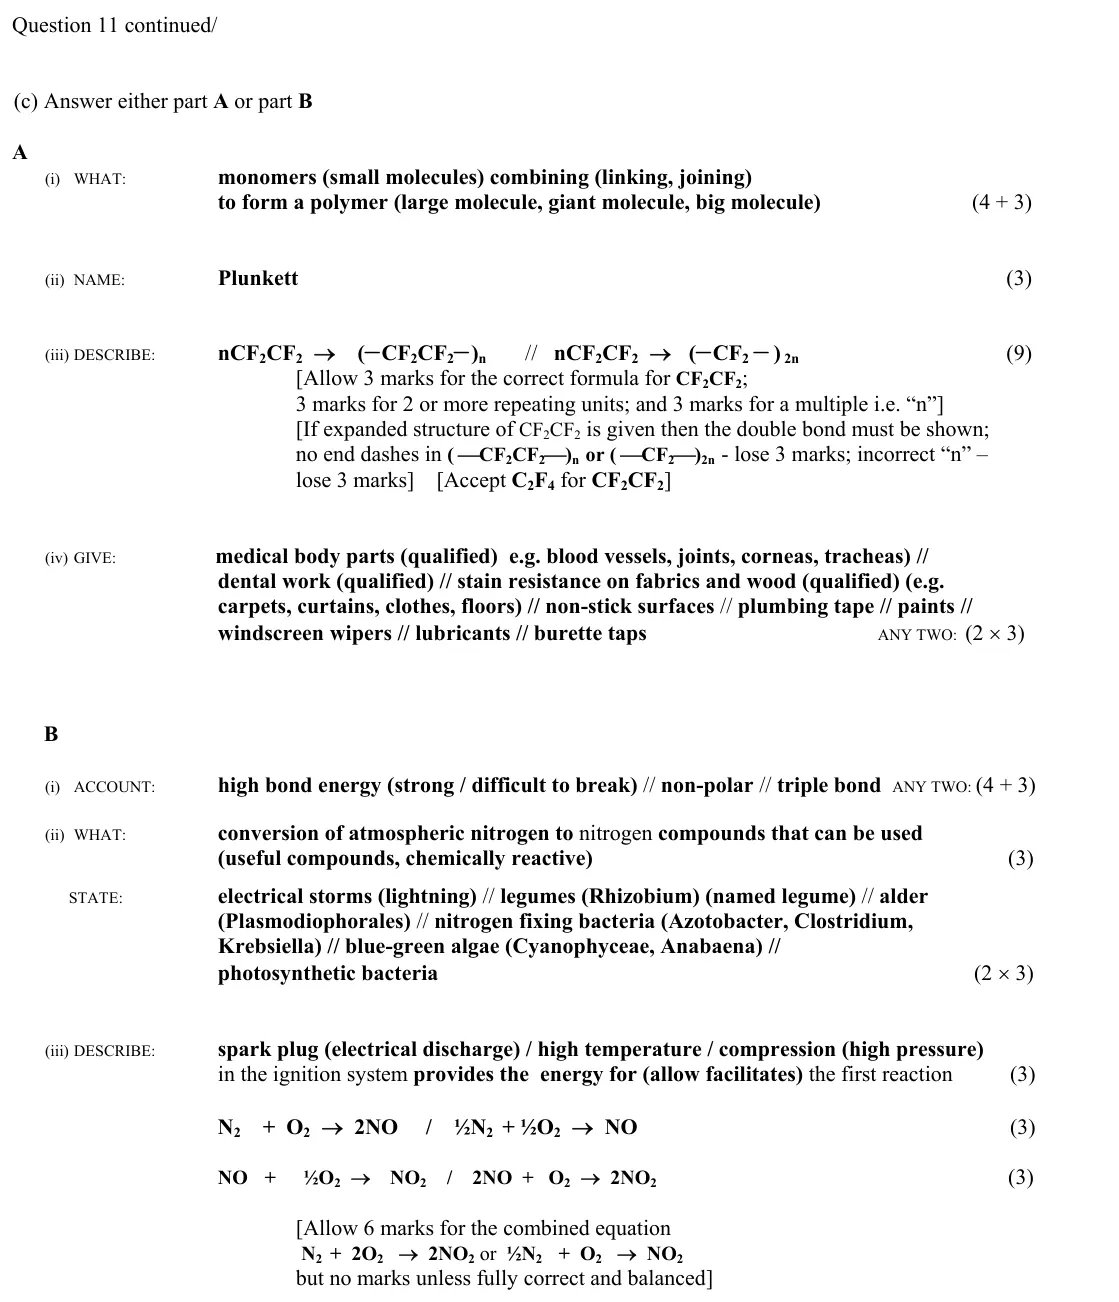 Question 11 continued/
(c) Answer either part A or part B
A
(i) WHAT: monomers (small molecules) combining (linking, joining)
to form a polymer (large molecule, giant molecule, big molecule) (4 + 3)
(ii) NAME: Plunkett (3)
(iii) DESCRIBE: nCF₂CF₂ → (─CF₂CF₂─)ₙ // nCF₂CF₂ → (─CF₂─)₂ₙ (9)
[Allow 3 marks for the correct formula for CF₂CF₂;
3 marks for 2 or more repeating units; and 3 marks for a multiple i.e. “n”]
[If expanded structure of CF₂CF₂ is given then the double bond must be shown;
no end dashes in (—CF₂CF₂—)ₙ or (—CF₂—)₂ₙ - lose 3 marks; incorrect “n” –
lose 3 marks] [Accept C₂F₄ for CF₂CF₂]
(iv) GIVE: medical body parts (qualified) e.g. blood vessels, joints, corneas, tracheas) //
dental work (qualified) // stain resistance on fabrics and wood (qualified) (e.g.
carpets, curtains, clothes, floors) // non-stick surfaces // plumbing tape // paints //
windscreen wipers // lubricants // burette taps ANY TWO: (2 × 3)
B
(i) ACCOUNT: high bond energy (strong / difficult to break) // non-polar // triple bond ANY TWO: (4 + 3)
(ii) WHAT: conversion of atmospheric nitrogen to nitrogen compounds that can be used
(useful compounds, chemically reactive) (3)
STATE: electrical storms (lightning) // legumes (Rhizobium) (named legume) // alder
(Plasmodiophorales) // nitrogen fixing bacteria (Azotobacter, Clostridium,
Krebsiella) // blue-green algae (Cyanophyceae, Anabaena) //
photosynthetic bacteria (2 × 3)
(iii) DESCRIBE: spark plug (electrical discharge) / high temperature / compression (high pressure)
in the ignition system provides the energy for (allow facilitates) the first reaction (3)
N₂ + O₂ → 2NO / ½N₂ + ½O₂ → NO (3)
NO + ½O₂ → NO₂ / 2NO + O₂ → 2NO₂ (3)
[Allow 6 marks for the combined equation
N₂ + 2O₂ → 2NO₂ or ½N₂ + O₂ → NO₂
but no marks unless fully correct and balanced]